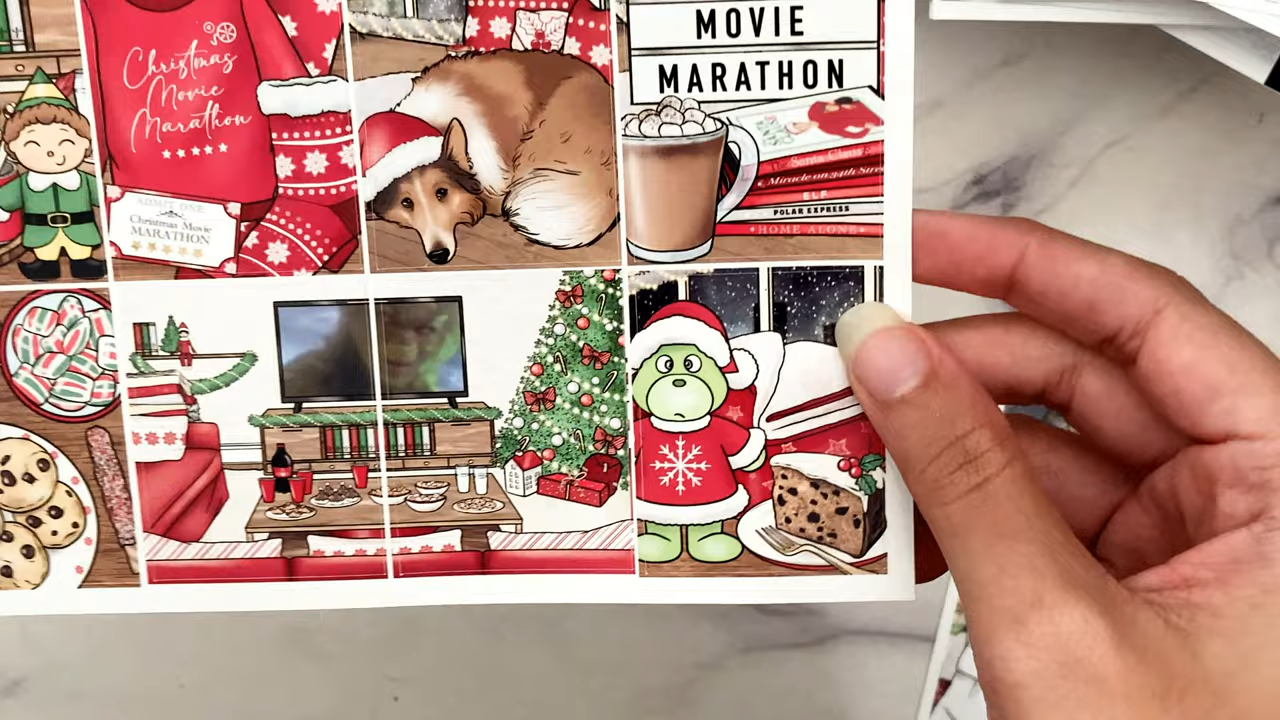 Christmas
Movie
Marathon
ADMIT ONE
Christmas Movie
MARATHON
MOVIE
MARATHON
Santa Claus
Miracle on 34th Stre
ELF
POLAR EXPRESS
HOME ALONE